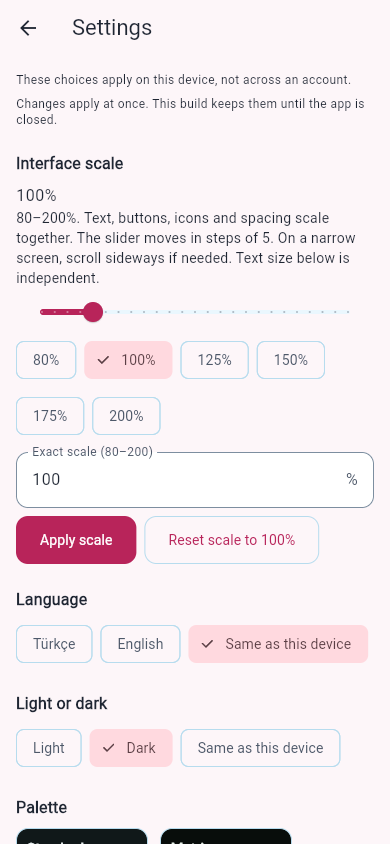 Settings
These choices apply on this device, not across an account.
Changes apply at once. This build keeps them until the app is
closed.
Interface scale
100%
80–200%. Text, buttons, icons and spacing scale
together. The slider moves in steps of 5. On a narrow
screen, scroll sideways if needed. Text size below is
independent.
80%
100%
125%
150%
175%
200%
Exact scale (80–200)
100
%
Apply scale
Reset scale to 100%
Language
Türkçe
English
Same as this device
Light or dark
Light
Dark
Same as this device
Palette